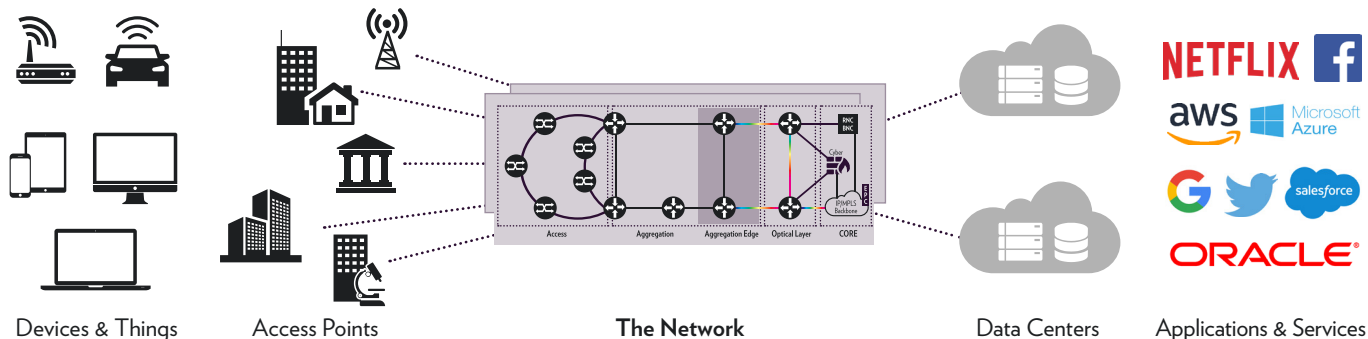 NETFLIX
f
aws
Microsoft
Azure
G
salesforce
ORACLE®
RNC
BNC
Cyber
IP/MPLS
Backbone
Access
Aggregation
Aggregation Edge
Optical Layer
CORE
Devices & Things
Access Points
The Network
Data Centers
Applications & Services